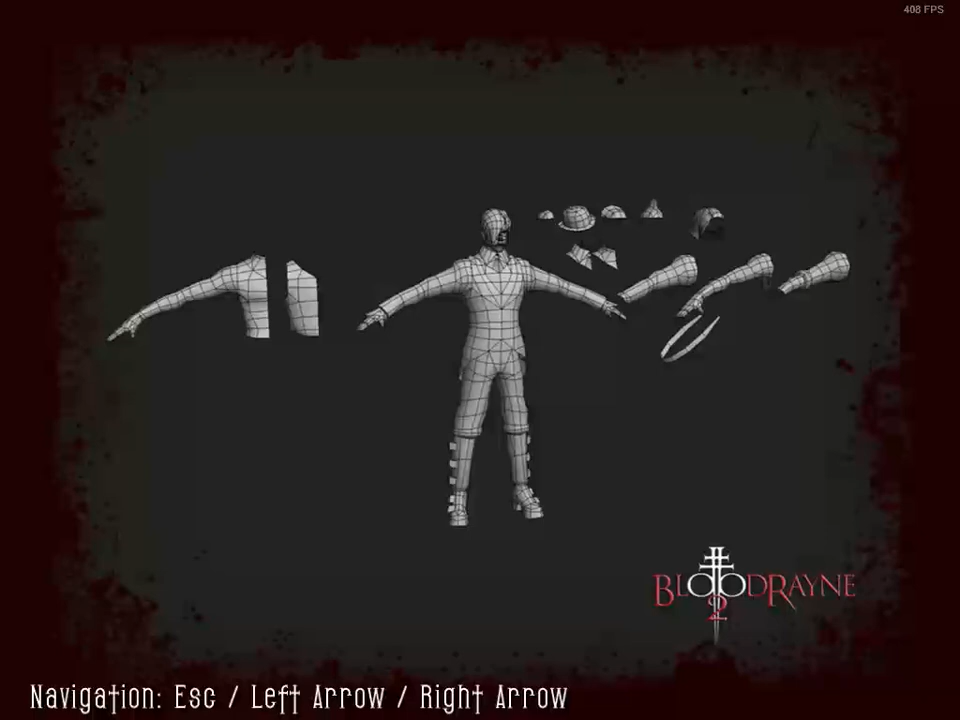 408 FPS
BLOODRAYNE
2
Navigation: Esc / Left Arrow / Right Arrow